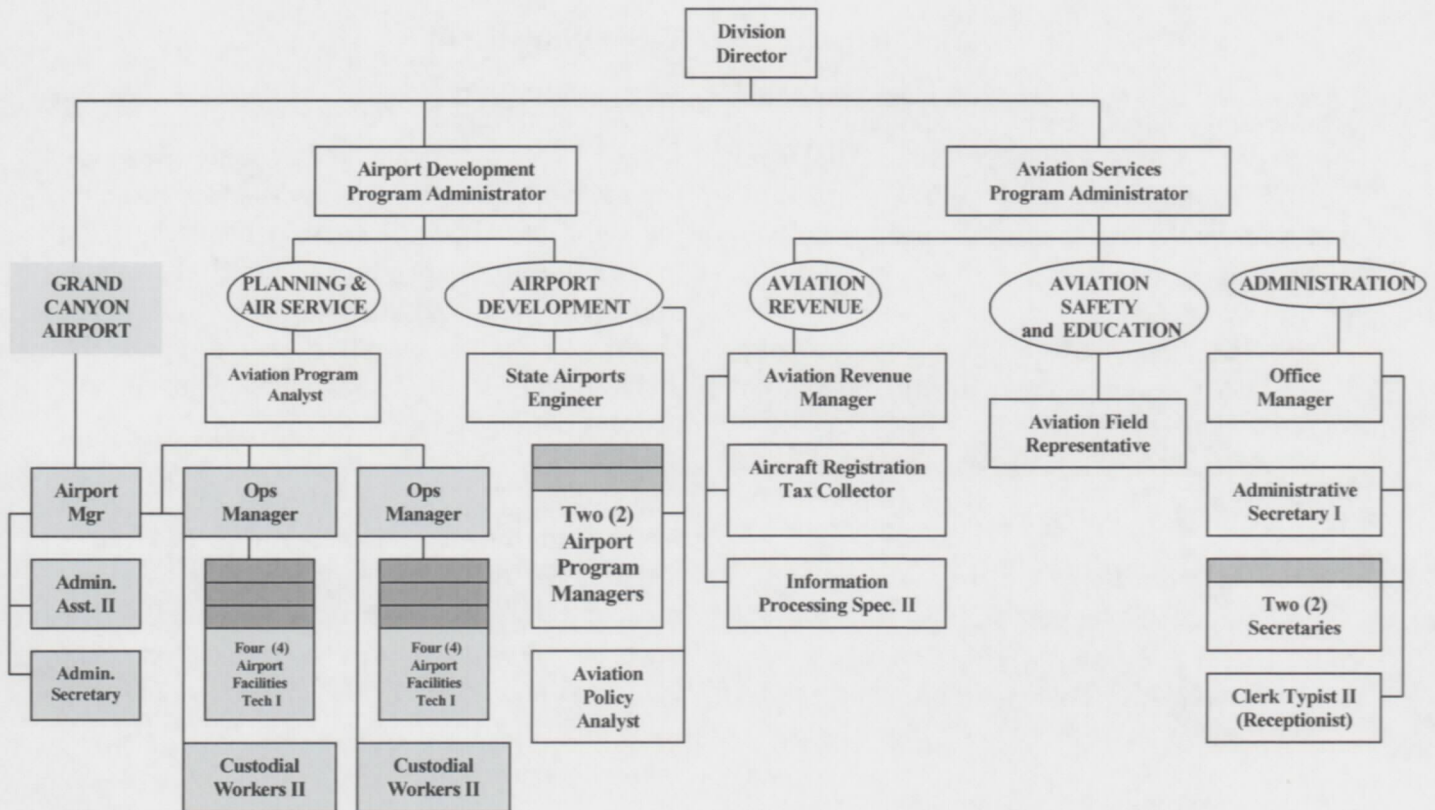 Division
Director
Airport Development
Program Administrator
Aviation Services
Program Administrator
GRAND
CANYON
AIRPORT
PLANNING &
AIR SERVICE
AIRPORT
DEVELOPMENT
AVIATION
REVENUE
AVIATION
SAFETY
and EDUCATION
ADMINISTRATION
Aviation Program
Analyst
State Airports
Engineer
Aviation Revenue
Manager
Aviation Field
Representative
Office
Manager
Airport
Mgr
Ops
Manager
Ops
Manager
Two (2)
Airport
Program
Managers
Aircraft Registration
Tax Collector
Administrative
Secretary I
Admin.
Asst. II
Information
Processing Spec. II
Two (2)
Secretaries
Admin.
Secretary
Four (4)
Airport
Facilities
Tech I
Four (4)
Airport
Facilities
Tech I
Aviation
Policy
Analyst
Clerk Typist II
(Receptionist)
Custodial
Workers II
Custodial
Workers II